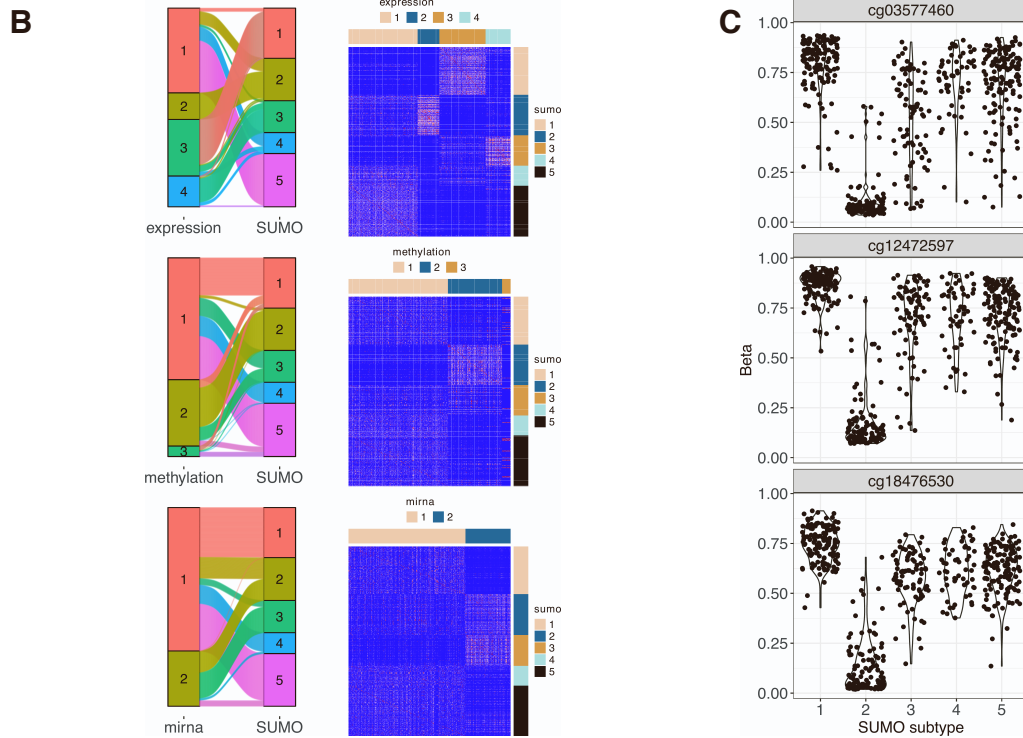 B
1
2
3
4
1
2
3
4
5
expression SUMO
expression
1 2 3 4
sumo
1
2
3
4
5
1
2
3
1
2
3
4
5
methylation SUMO
methylation
1 2 3
sumo
1
2
3
4
5
1
2
1
2
3
4
5
mirna SUMO
mirna
1 2
sumo
1
2
3
4
5
C
cg03577460
1.00
0.75
0.50
0.25
0.00
cg12472597
1.00
0.75
0.50
0.25
0.00
Beta
cg18476530
1.00
0.75
0.50
0.25
0.00
1 2 3 4 5
SUMO subtype